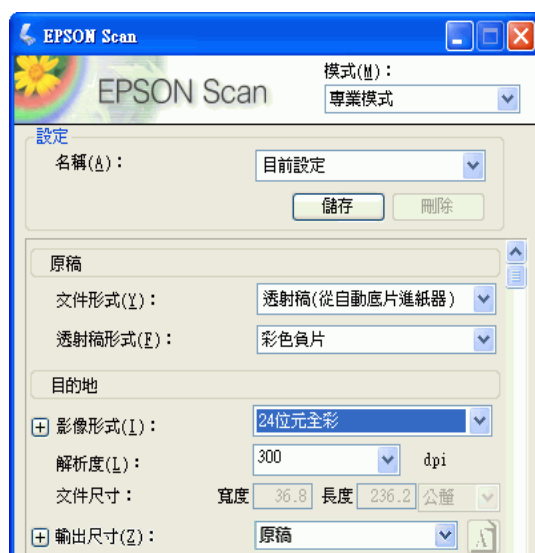 EPSON Scan
EPSON Scan
模式(M)：
專業模式
設定
名稱(A)：
目前設定
儲存
刪除
原稿
文件形式(Y)：
透射稿(從自動底片進紙器)
透射稿形式(F)：
彩色負片
目的地
影像形式(I)：
24位元全彩
解析度(L)：
300
dpi
文件尺寸：
寬度 36.8 長度 236.2 公釐
輸出尺寸(Z)：
原稿
A